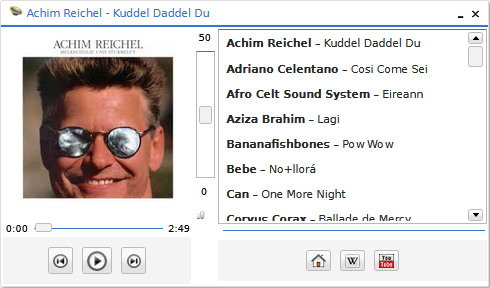 Achim Reichel - Kuddel Daddel Du
ACHIM REICHEL
MELANCHOLIE UND STURMFLUT
50
0
0:00
2:49
Achim Reichel – Kuddel Daddel Du
Adriano Celentano – Cosi Come Sei
Afro Celt Sound System – Eireann
Aziza Brahim – Lagi
Bananafishbones – Pow Wow
Bebe – No+llorá
Can – One More Night
Corvus Corax – Ballade de Mercy
W
You
Tube